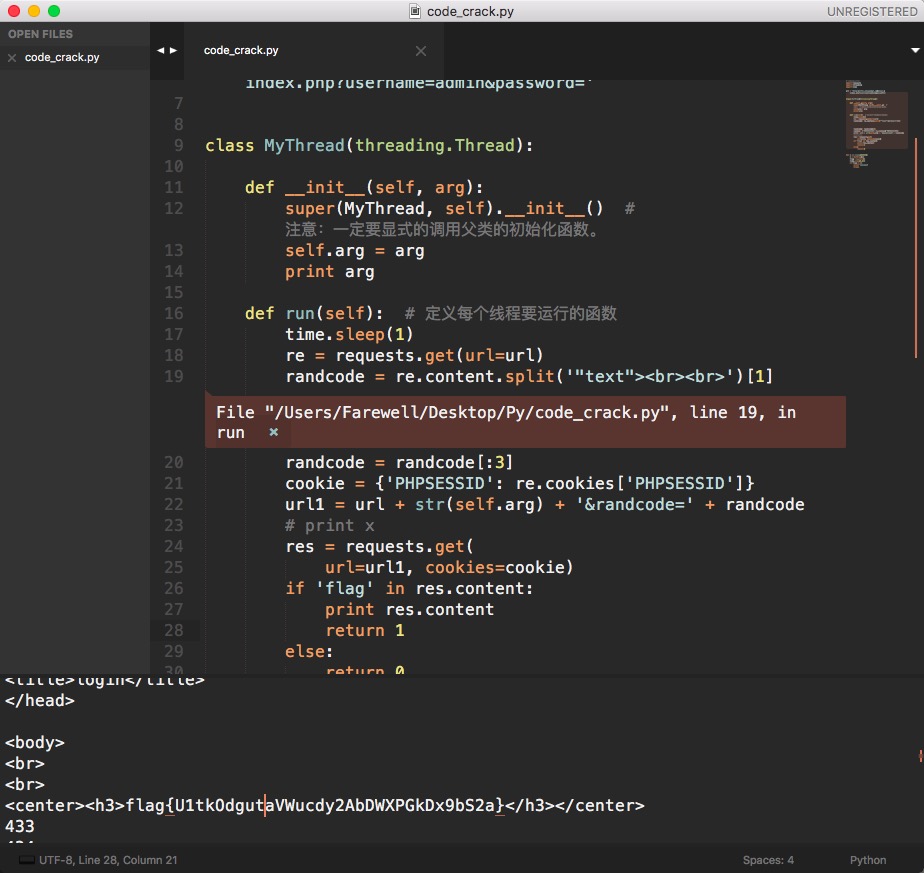 code_crack.py
UNREGISTERED
OPEN FILES
code_crack.py
code_crack.py
index.php?username=admin&password='
7
8
9 class MyThread(threading.Thread):
10
11 def __init__(self, arg):
12 super(MyThread, self).__init__() #
注意: 一定要显式的调用父类的初始化函数。
13 self.arg = arg
14 print arg
15
16 def run(self): # 定义每个线程要运行的函数
17 time.sleep(1)
18 re = requests.get(url=url)
19 randcode = re.content.split('"text"><br><br>')[1]
File "/Users/Farewell/Desktop/Py/code_crack.py", line 19, in
run ×
20 randcode = randcode[:3]
21 cookie = {'PHPSESSID': re.cookies['PHPSESSID']}
22 url1 = url + str(self.arg) + '&randcode=' + randcode
23 # print x
24 res = requests.get(
25 url=url1, cookies=cookie)
26 if 'flag' in res.content:
27 print res.content
28 return 1
29 else:
30 return 0
<title>login</title>
</head>
<body>
<br>
<br>
<center><h3>flag{U1tkOdgutaVWucdy2AbDWXPGkDx9bS2a}</h3></center>
433
434
UTF-8, Line 28, Column 21
Spaces: 4
Python